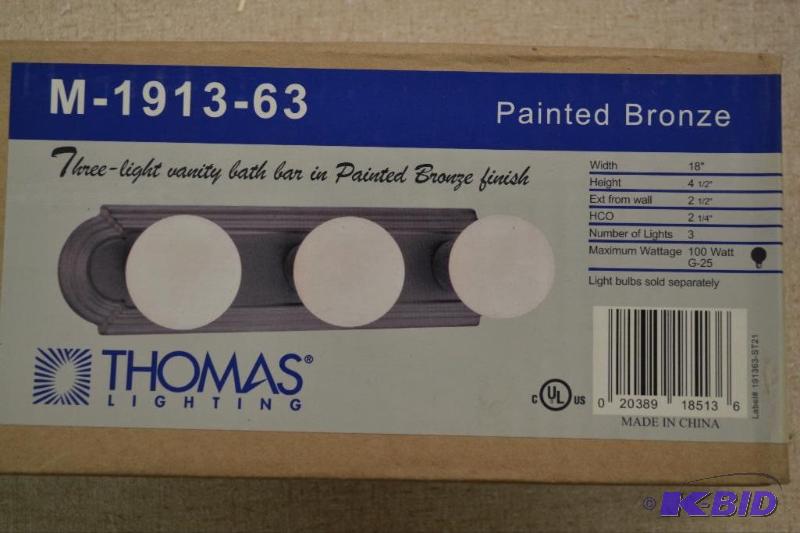 M-1913-63
Painted Bronze
Three-light vanity bath bar in Painted Bronze finish
Width 18"
Height 4 1/2"
Ext from wall 2 1/2"
HCO 2 1/4"
Number of Lights 3
Maximum Wattage 100 Watt
G-25
Light bulbs sold separately
THOMAS®
LIGHTING
C UL US
0 20389 18513 6
MADE IN CHINA
Label# 191363-ST21
© K-BID